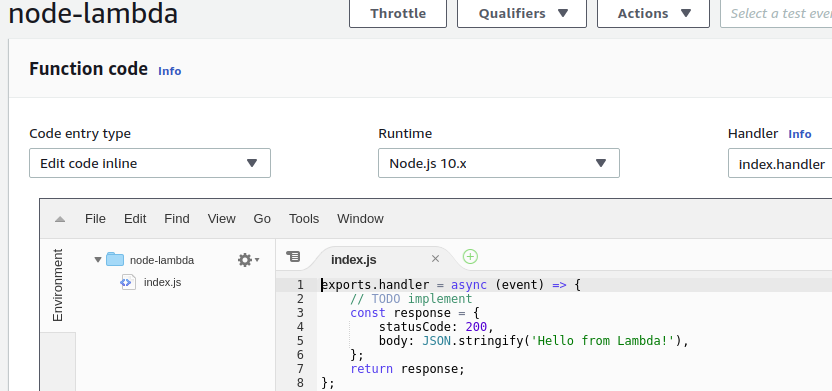 node-lambda
Throttle Qualifiers Actions Select a test eve
Function code Info
Code entry type Runtime Handler Info
Edit code inline Node.js 10.x index.handler
File Edit Find View Go Tools Window
Environment
node-lambda
index.js
index.js
1 exports.handler = async (event) => {
2 // TODO implement
3 const response = {
4 statusCode: 200,
5 body: JSON.stringify('Hello from Lambda!'),
6 };
7 return response;
8 };